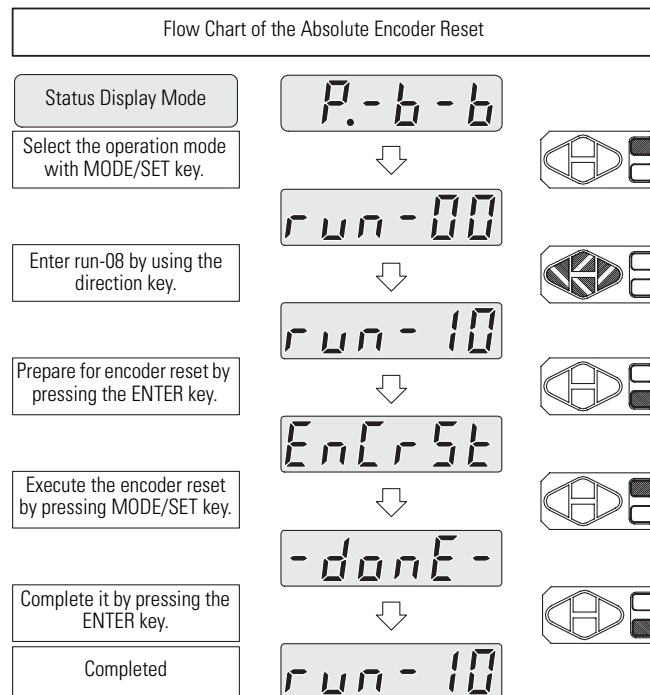 Flow Chart of the Absolute Encoder Reset
Status Display Mode
P.-b-b
Select the operation mode
with MODE/SET key.
run-00
Enter run-08 by using the
direction key.
run-10
Prepare for encoder reset by
pressing the ENTER key.
EnCrSt
Execute the encoder reset
by pressing MODE/SET key.
-donE-
Complete it by pressing the
ENTER key.
Completed
run-10